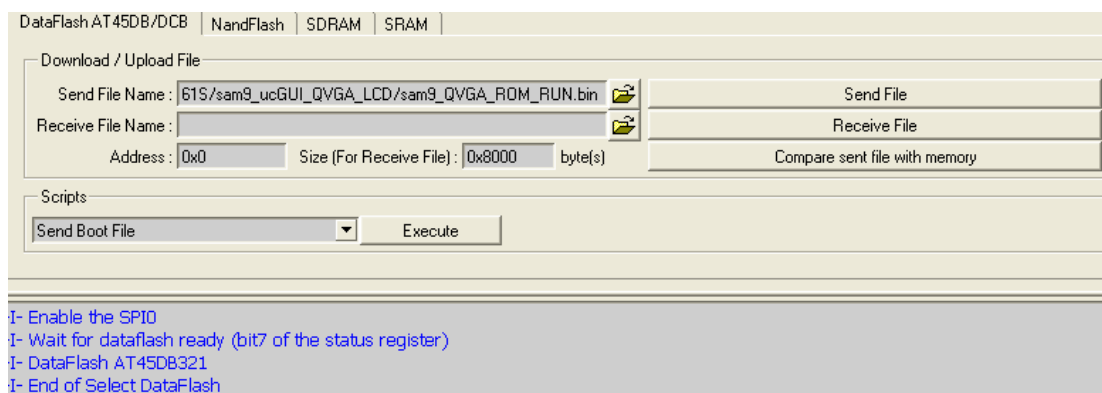 DataFlash AT45DB/DCB NandFlash SDRAM SRAM
Download / Upload File
Send File Name : 61S/sam9_ucGUI_QVGA_LCD/sam9_QVGA_ROM_RUN.bin Send File
Receive File Name : Receive File
Address : 0x0 Size (For Receive File) : 0x8000 byte(s) Compare sent file with memory
Scripts
Send Boot File Execute
-I- Enable the SPI0
-I- Wait for dataflash ready (bit7 of the status register)
-I- DataFlash AT45DB321
-I- End of Select DataFlash